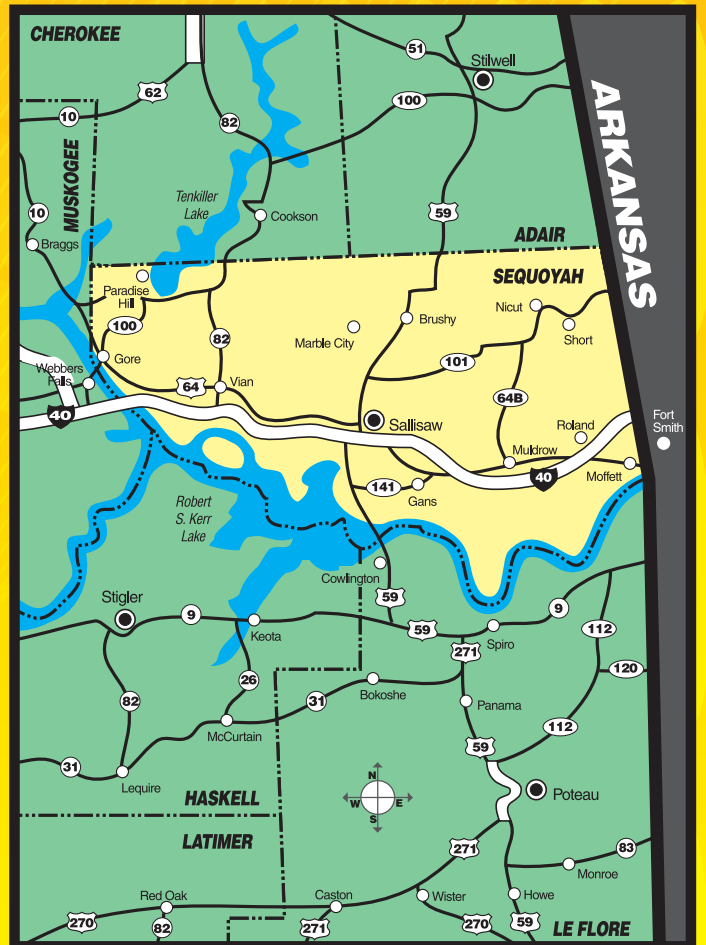 CHEROKEE
51
Stilwell
62
100
10
82
ARKANSAS
MUSKOGEE
Tenkiller
Lake
10
59
Cookson
Braggs
ADAIR
SEQUOYAH
Paradise
Hill
Nicut
100
Brushy
Short
82
Marble City
Gore
101
Webbers
Falls
64
Vian
64B
40
Sallisaw
Roland
Fort
Smith
Muldrow
Moffett
40
141
Gans
Robert
S. Kerr
Lake
Cowlington
Stigler
59
9
9
Keota
59
Spiro
112
271
120
26
Bokoshe
82
31
Panama
McCurtain
112
59
31
Lequire
N
W E
S
Poteau
HASKELL
LATIMER
271
83
Monroe
Red Oak
Caston
Wister
Howe
270
82
271
270
59
LE FLORE